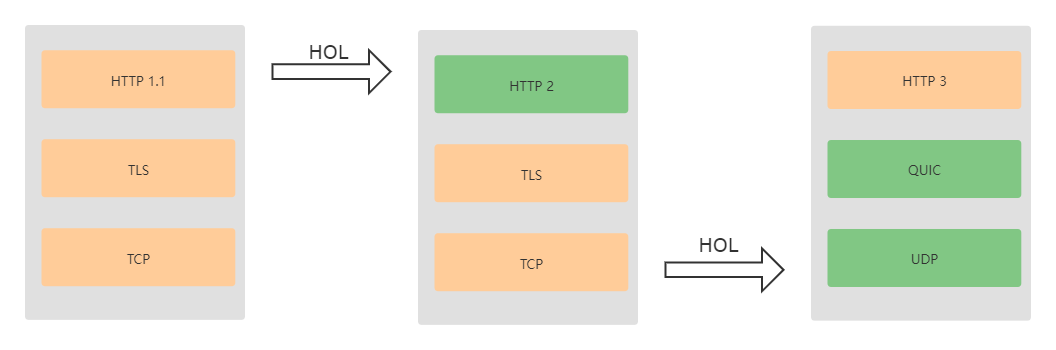 HTTP 1.1
TLS
TCP
HOL
HTTP 2
TLS
TCP
HOL
HTTP 3
QUIC
UDP